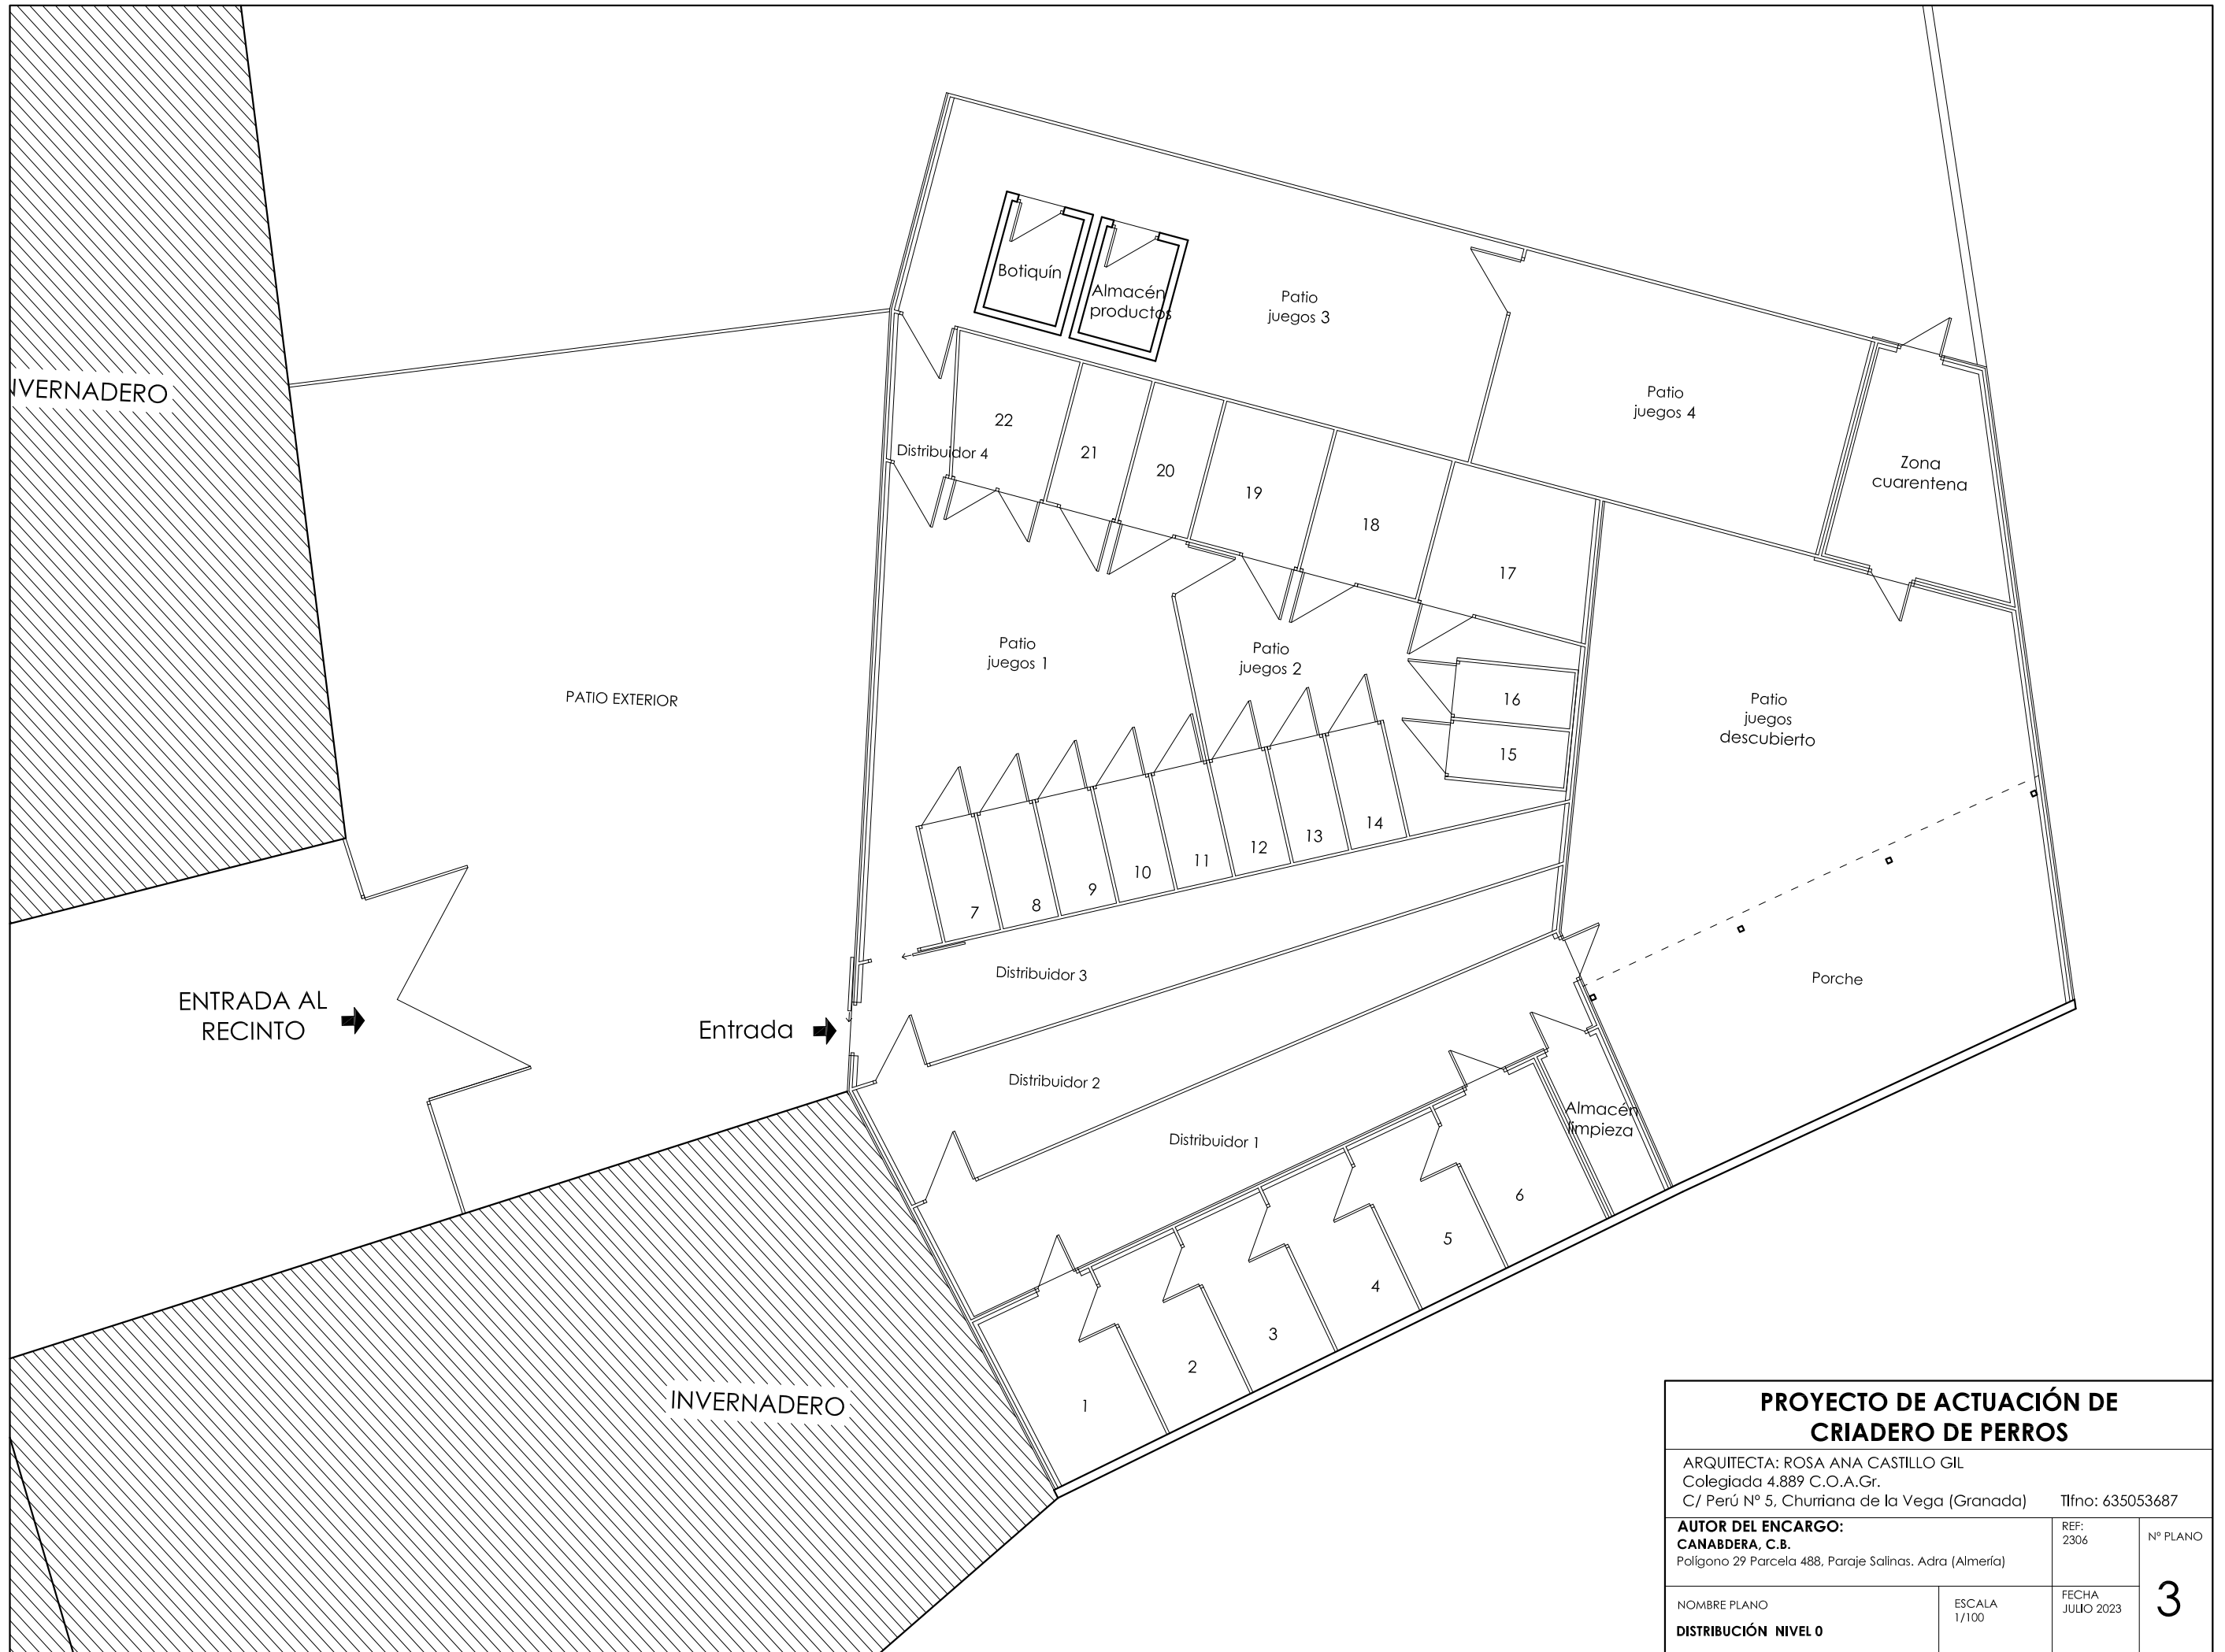 Botiquín
Almacén
productos
Patio
juegos 3
Patio
juegos 4
Zona
cuarentena
NVERNADERO
22
Distribuidor 4
21
20
19
18
17
Patio
juegos 1
Patio
juegos 2
16
15
Patio
juegos
descubierto
PATIO EXTERIOR
14
13
12
11
10
9
8
7
Distribuidor 3
Porche
ENTRADA AL
RECINTO
Entrada
Distribuidor 2
Distribuidor 1
Almacén
limpieza
6
5
4
3
2
1
INVERNADERO
PROYECTO DE ACTUACIÓN DE
CRIADERO DE PERROS
ARQUITECTA: ROSA ANA CASTILLO GIL
Colegiada 4.889 C.O.A.Gr.
C/ Perú Nº 5, Churriana de la Vega (Granada) Tlfno: 635053687
AUTOR DEL ENCARGO:
CANABDERA, C.B.
Polígono 29 Parcela 488, Paraje Salinas. Adra (Almería)
REF:
2306
Nº PLANO
3
NOMBRE PLANO
DISTRIBUCIÓN NIVEL 0
ESCALA
1/100
FECHA
JULIO 2023